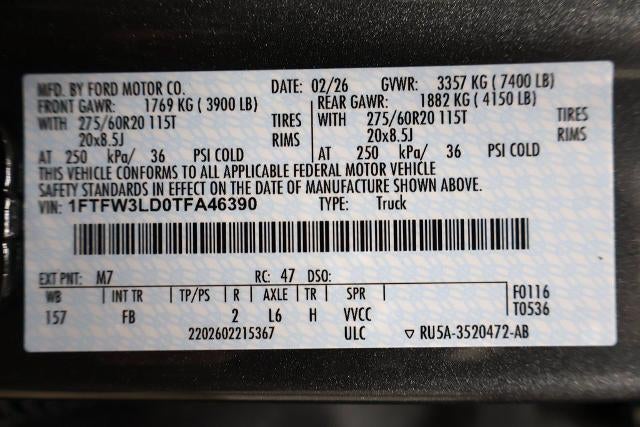 MFD. BY FORD MOTOR CO. DATE: 02/26 GVWR: 3357 KG ( 7400 LB)
FRONT GAWR: 1769 KG ( 3900 LB) REAR GAWR: 1882 KG ( 4150 LB)
WITH 275/60R20 115T TIRES WITH 275/60R20 115T TIRES
20x8.5J RIMS 20x8.5J RIMS
AT 250 kPa/ 36 PSI COLD AT 250 kPa/ 36 PSI COLD
THIS VEHICLE CONFORMS TO ALL APPLICABLE FEDERAL MOTOR VEHICLE
SAFETY STANDARDS IN EFFECT ON THE DATE OF MANUFACTURE SHOWN ABOVE.
VIN: 1FTFW3LD0TFA46390 TYPE: Truck
EXT PNT: M7 RC: 47 DSO:
WB INT TR TP/PS R AXLE TR SPR F0116
157 FB 2 L6 H VVCC T0536
2202602215367 ULC ▽ RU5A-3520472-AB